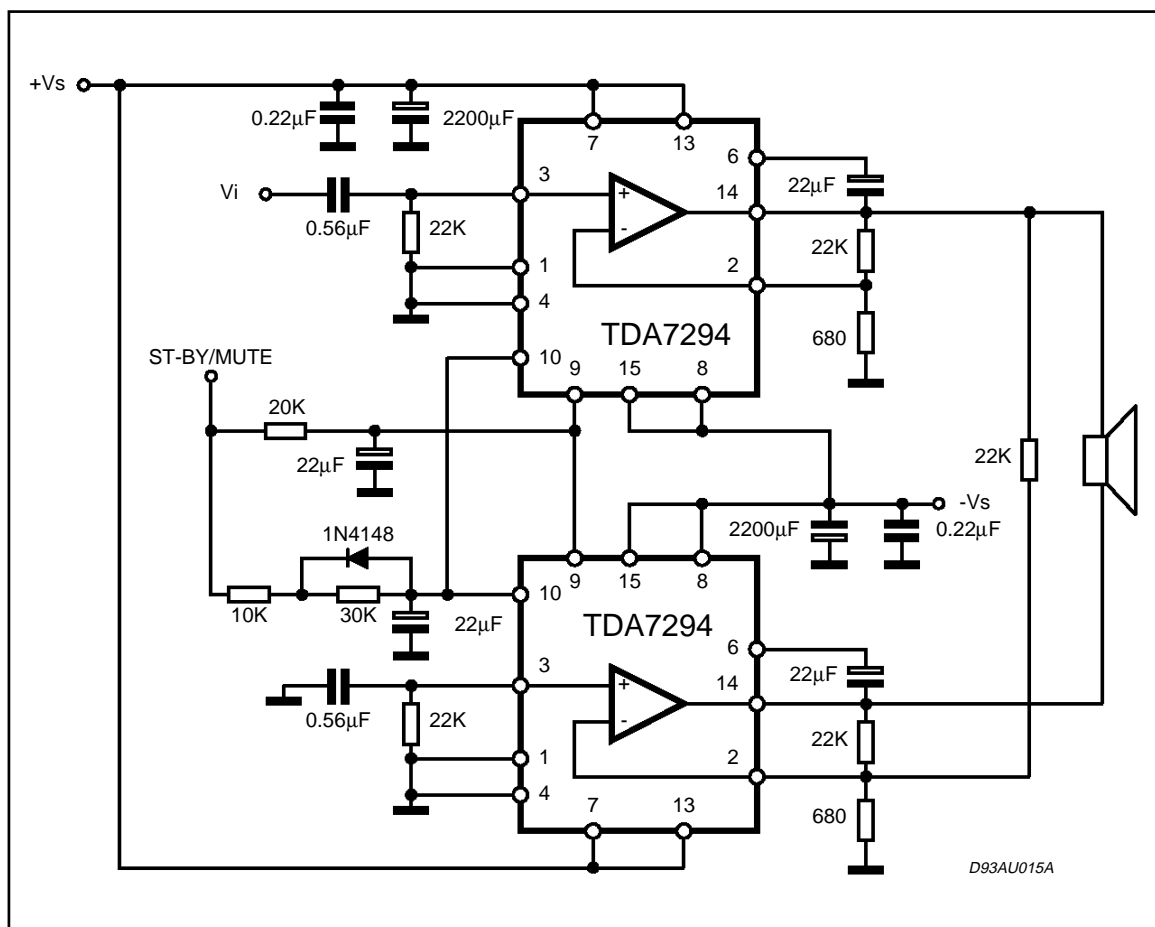 +Vs
0.22μF
2200μF
7
13
6
22μF
3
14
Vi
0.56μF
22K
+
-
22K
1
2
4
TDA7294
680
ST-BY/MUTE
10
9
15
8
20K
22μF
22K
-Vs
2200μF
0.22μF
1N4148
9
15
8
10
10K
30K
22μF
TDA7294
6
22μF
3
14
0.56μF
22K
+
-
22K
1
2
4
7
13
680
D93AU015A